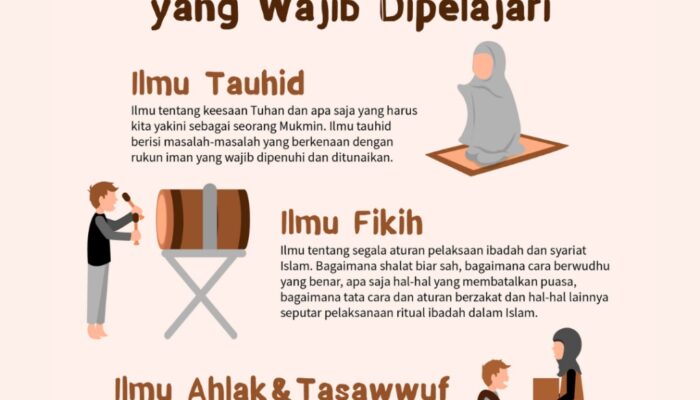 yang Wajib Dipelajari
Ilmu Tauhid
Ilmu tentang keesaan Tuhan dan apa saja yang harus
kita yakini sebagai seorang Mukmin. Ilmu tauhid
berisi masalah-masalah yang berkenaan dengan
rukun iman yang wajib dipenuhi dan ditunaikan.
Ilmu Fikih
Ilmu tentang segala aturan pelaksaan ibadah dan syariat
Islam. Bagaimana shalat biar sah, bagaimana cara berwudhu
yang benar, apa saja hal-hal yang membatalkan puasa,
bagaimana tata cara dan aturan berzakat dan hal-hal lainnya
seputar pelaksanaan ritual ibadah dalam Islam.
Ilmu Ahlak & Tasawwuf